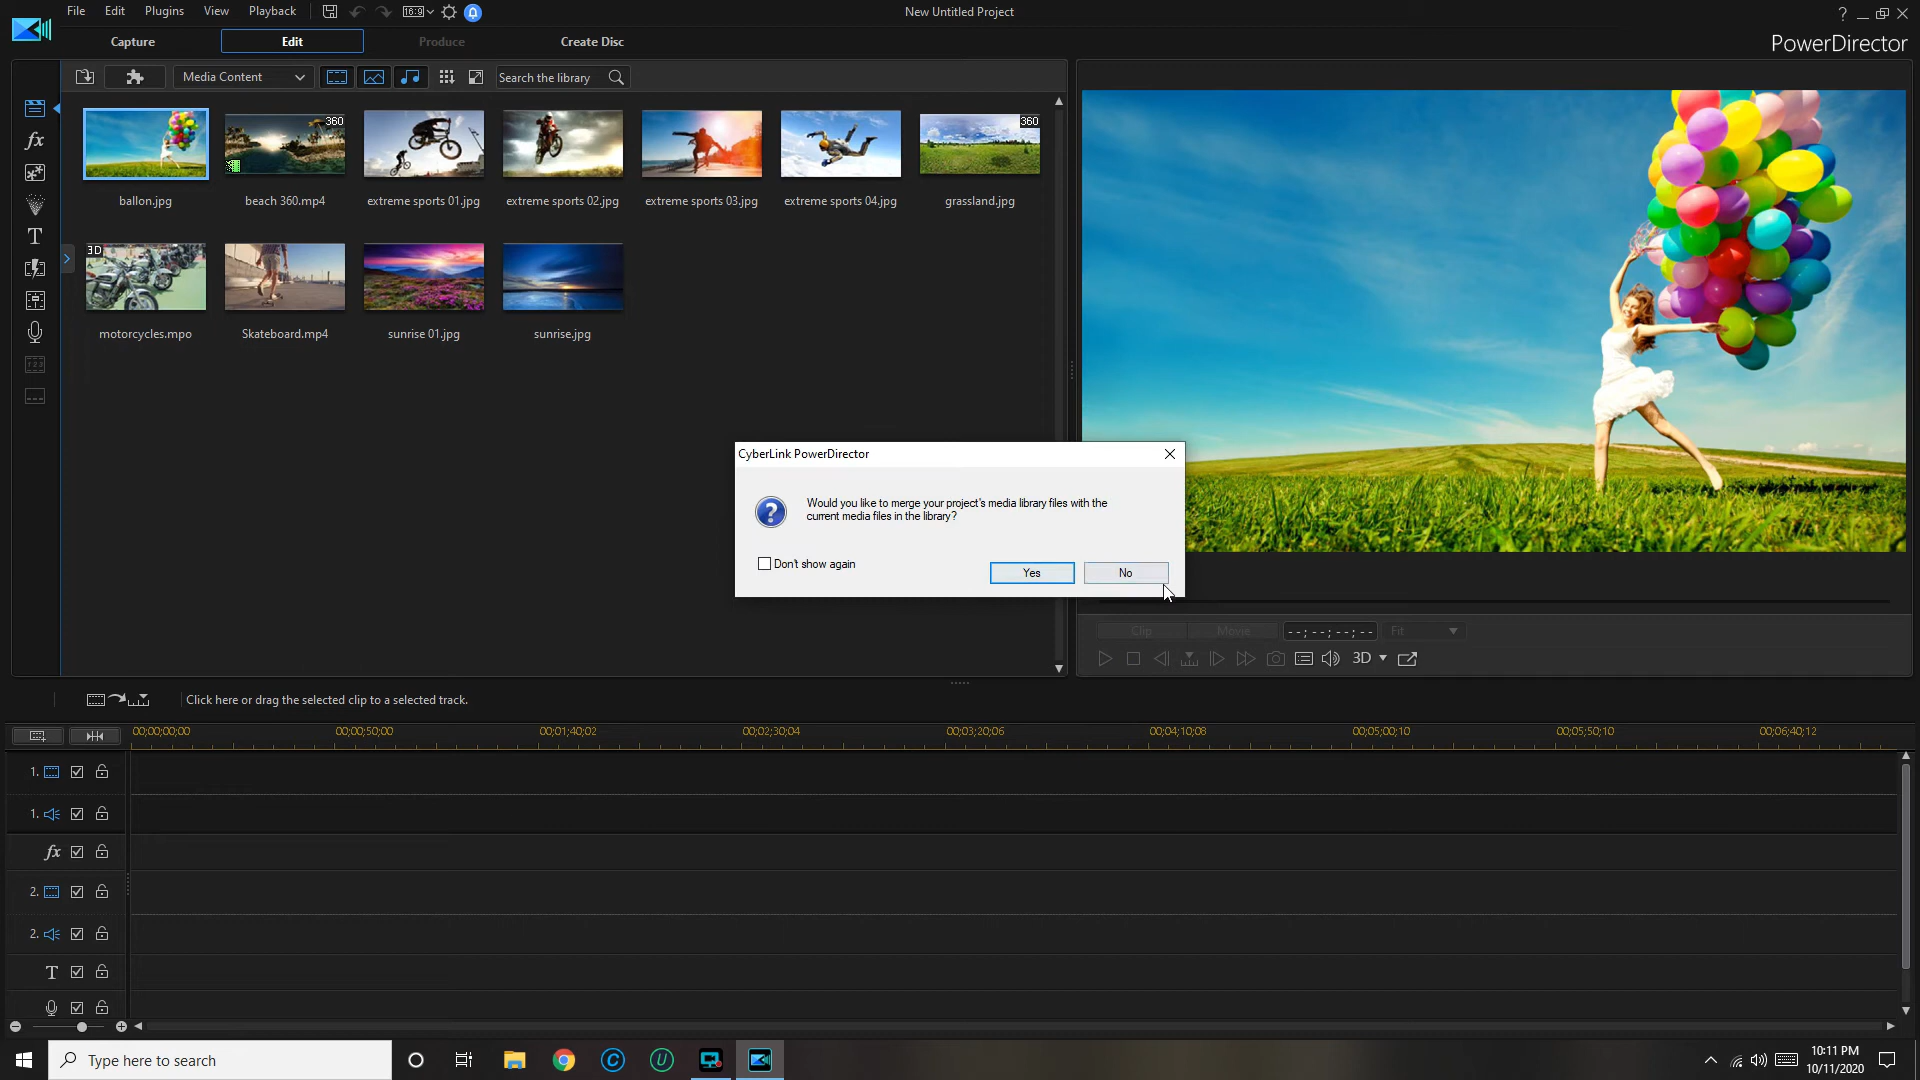 File Edit Plugins View Playback 16:9 New Untitled Project ?
Capture Edit Produce Create Disc PowerDirector
Media Content Search the library
360 360
ballon.jpg beach 360.mp4 extreme sports 01.jpg extreme sports 02.jpg extreme sports 03.jpg extreme sports 04.jpg grassland.jpg
fx
T
3D
motorcycles.mpo Skateboard.mp4 sunrise 01.jpg sunrise.jpg
CyberLink PowerDirector
Would you like to merge your project's media library files with the
current media files in the library?
Don't show again
Yes No
Clip Movie --;--;--;-- Fit
3D
Click here or drag the selected clip to a selected track.
00;00;00;00 00;00;50;00 00;01;40;02 00;02;30;04 00;03;20;06 00;04;10;08 00;05;00;10 00;05;50;10 00;06;40;12
1.
1.
fx
2.
2.
T
Type here to search
10:11 PM
10/11/2020